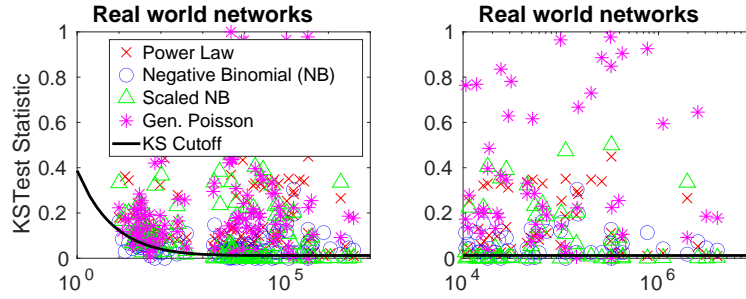 Real world networks
Real world networks
KSTest Statistic
1
0.8
0.6
0.4
0.2
0
10^0
10^5
Power Law
Negative Binomial (NB)
Scaled NB
Gen. Poisson
KS Cutoff
1
0.8
0.6
0.4
0.2
0
10^4
10^6